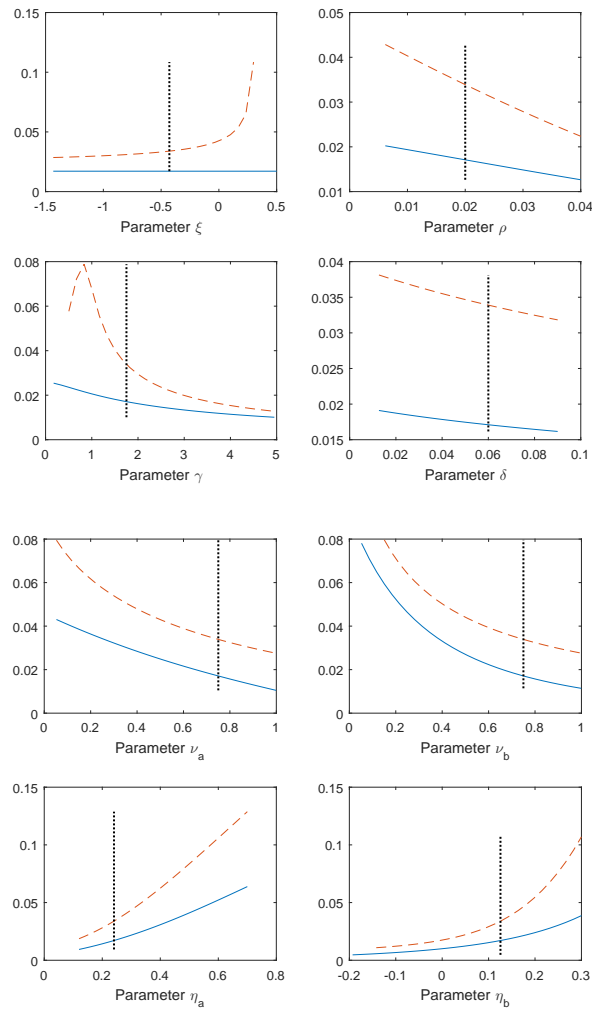 0.15
0.1
0.05
0
-1.5 -1 -0.5 0 0.5
Parameter ξ
0.05
0.04
0.03
0.02
0.01
0 0.01 0.02 0.03 0.04
Parameter ρ
0.08
0.06
0.04
0.02
0
0 1 2 3 4 5
Parameter γ
0.04
0.035
0.03
0.025
0.02
0.015
0 0.02 0.04 0.06 0.08 0.1
Parameter δ
0.08
0.06
0.04
0.02
0
0 0.2 0.4 0.6 0.8 1
Parameter ν_a
0.08
0.06
0.04
0.02
0
0 0.2 0.4 0.6 0.8 1
Parameter ν_b
0.15
0.1
0.05
0
0 0.2 0.4 0.6 0.8
Parameter η_a
0.15
0.1
0.05
0
-0.2 -0.1 0 0.1 0.2 0.3
Parameter η_b